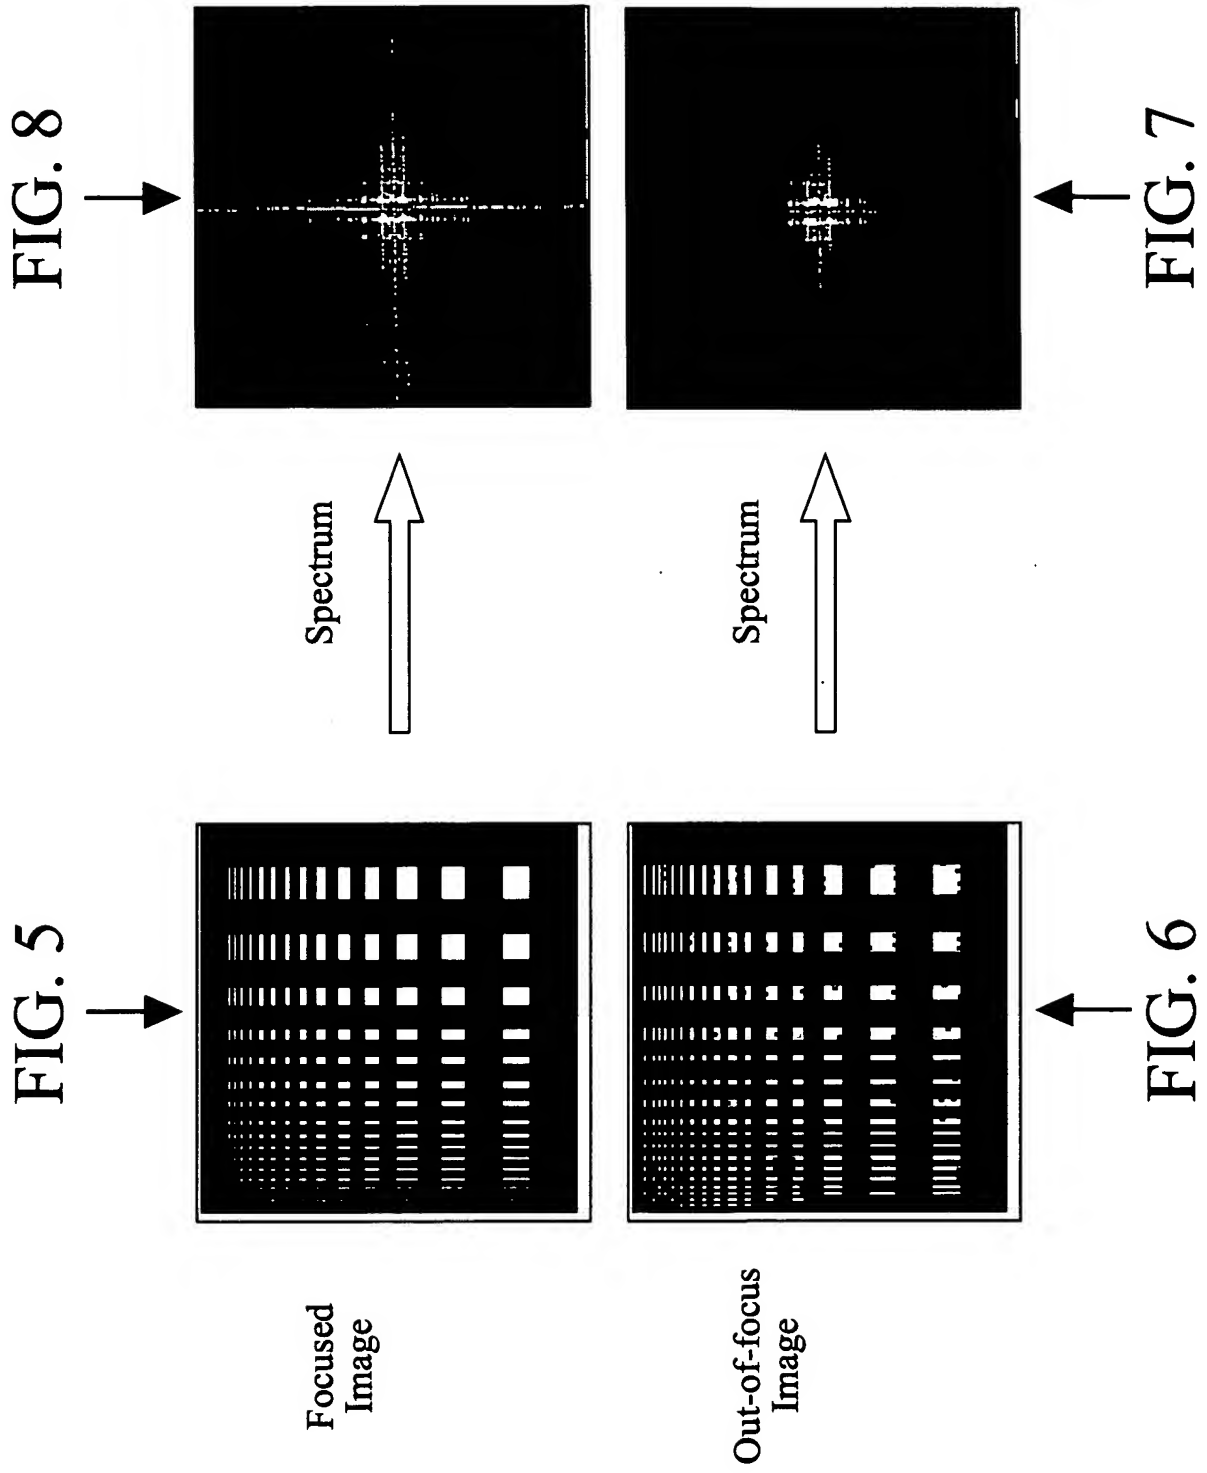 FIG. 5
FIG. 8
Focused
Image
Spectrum
Out-of-focus
Image
Spectrum
FIG. 6
FIG. 7